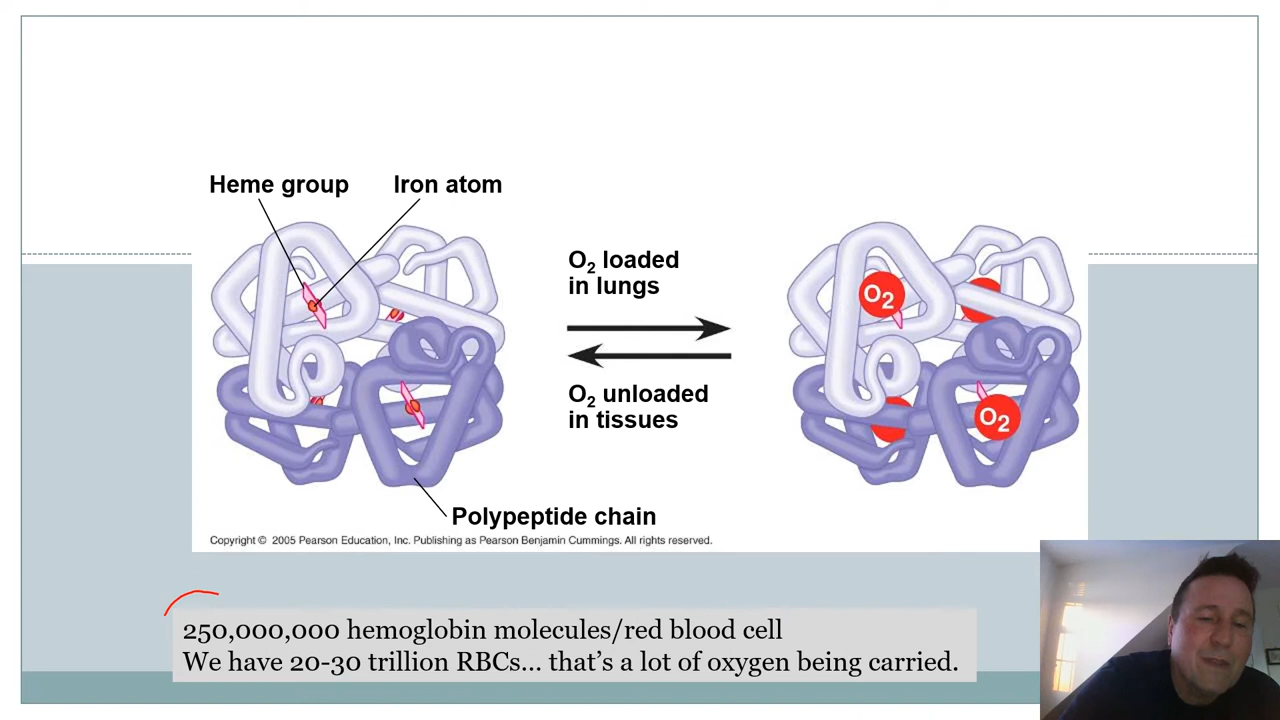 Heme group Iron atom
O2 loaded
in lungs
O2 unloaded
in tissues
O2
O2
Polypeptide chain
Copyright © 2005 Pearson Education, Inc. Publishing as Pearson Benjamin Cummings. All rights reserved.
250,000,000 hemoglobin molecules/red blood cell
We have 20-30 trillion RBCs... that’s a lot of oxygen being carried.